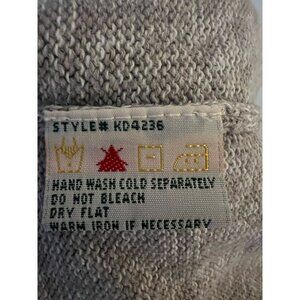 STYLE# KD4236
HAND WASH COLD SEPARATELY
DO NOT BLEACH
DRY FLAT
WARM IRON IF NECESSARY